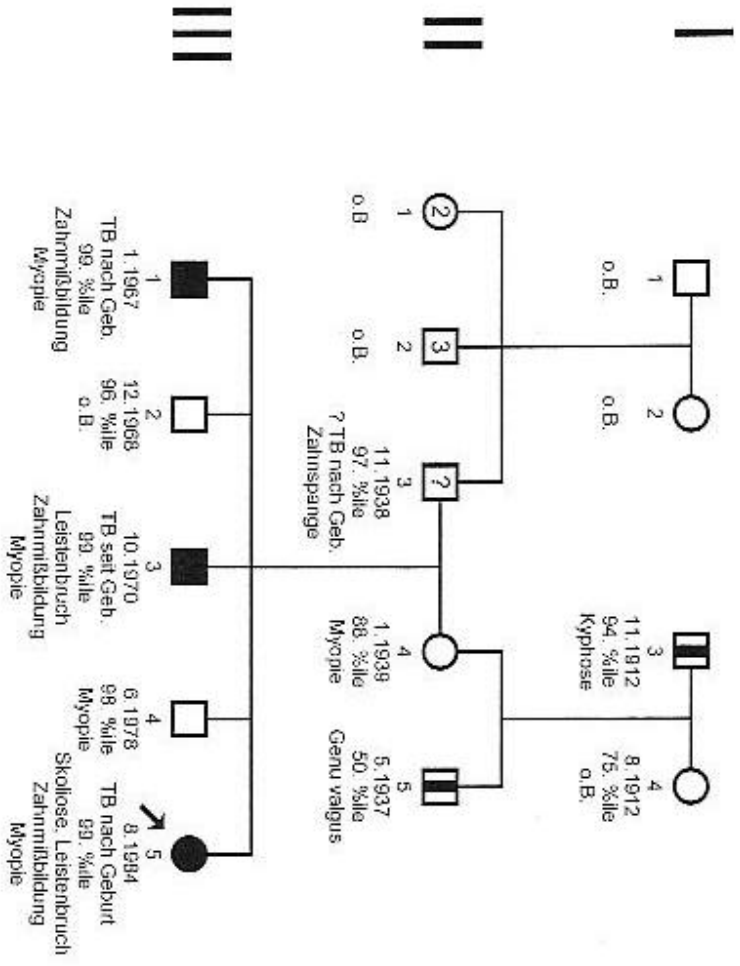 I
1
o.B.
2
o.B.
3
11.1912
94. %ile
Kyphose
4
8.1912
75. %ile
o.B.
II
2
1
o.B.
3
2
o.B.
?
3
11.1938
97. %ile
? TB nach Geb.
Zahnspange
4
1.1939
88. %ile
Myopie
5
5.1937
50. %ile
Genu valgus
III
1
1.1967
TB nach Geb.
99. %ile
Zahnmißbildung
Myopie
2
12.1968
96. %ile
o.B.
3
10.1970
TB seit Geb.
99. %ile
Leistenbruch
Zahnmißbildung
Myopie
4
6.1978
98. %ile
Myopie
5
8.1984
TB nach Geburt
99. %ile
Skoliose, Leistenbruch
Zahnmißbildung
Myopie